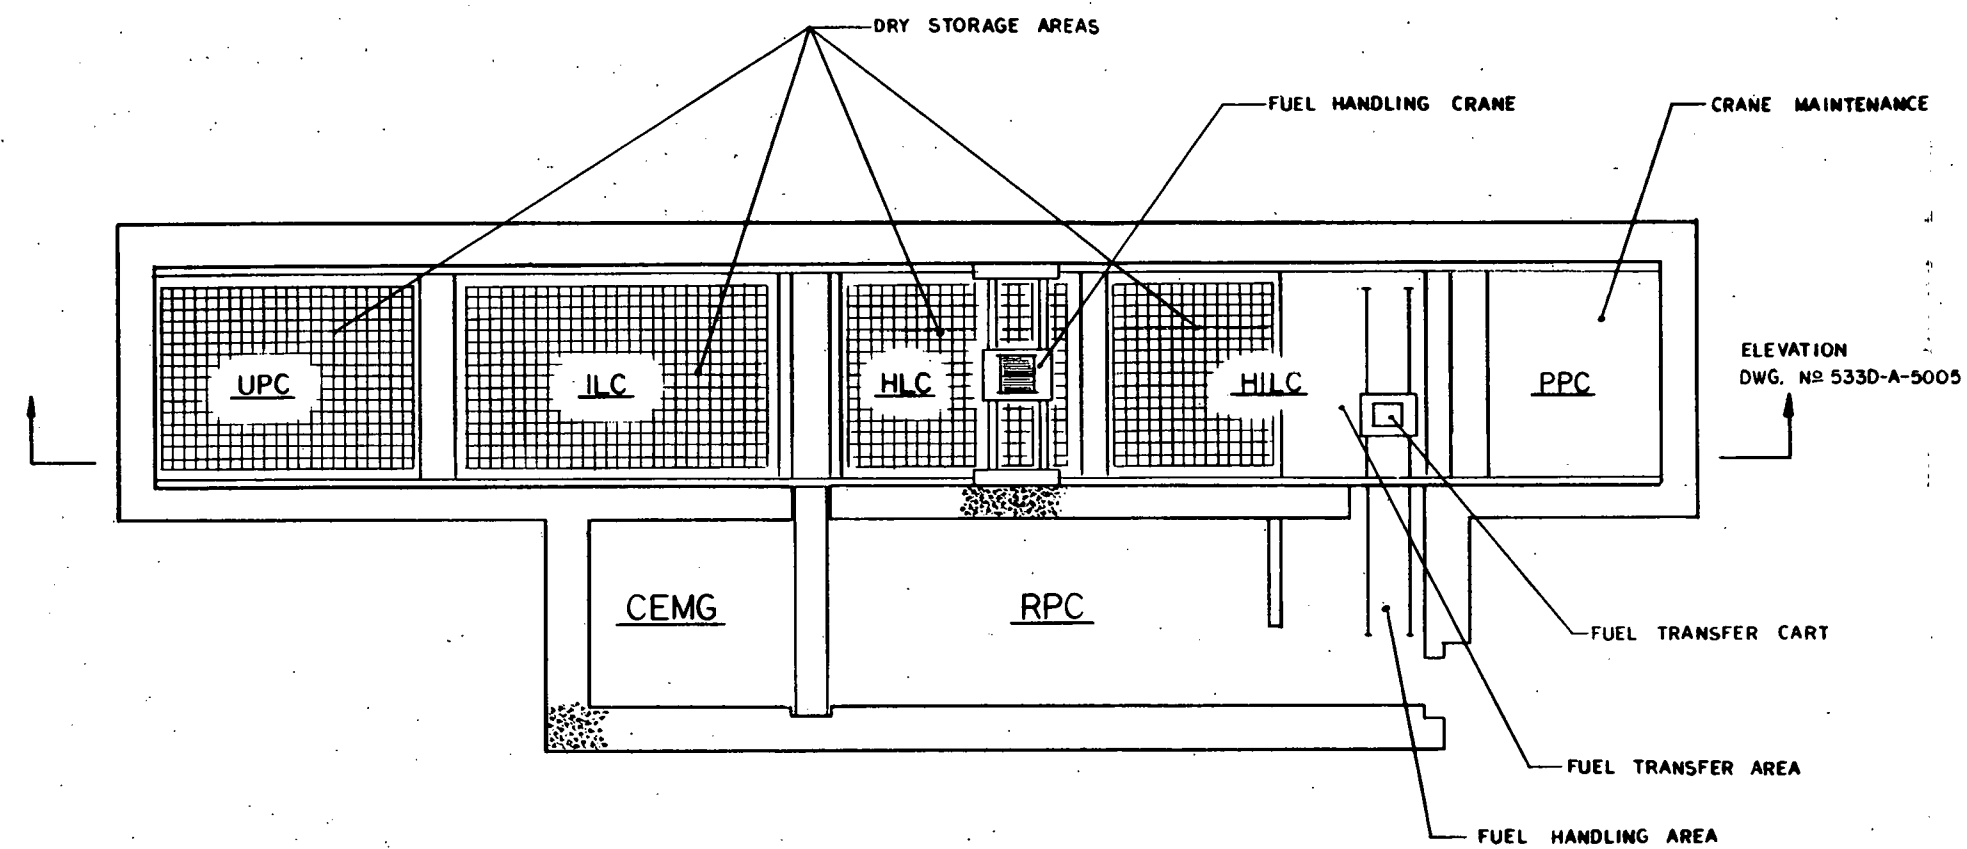 DRY STORAGE AREAS
FUEL HANDLING CRANE
CRANE MAINTENANCE
ELEVATION
DWG. Nº 533D-A-5005
UPC
ILC
HLC
HILC
PPC
CEMG
RPC
FUEL TRANSFER CART
FUEL TRANSFER AREA
FUEL HANDLING AREA